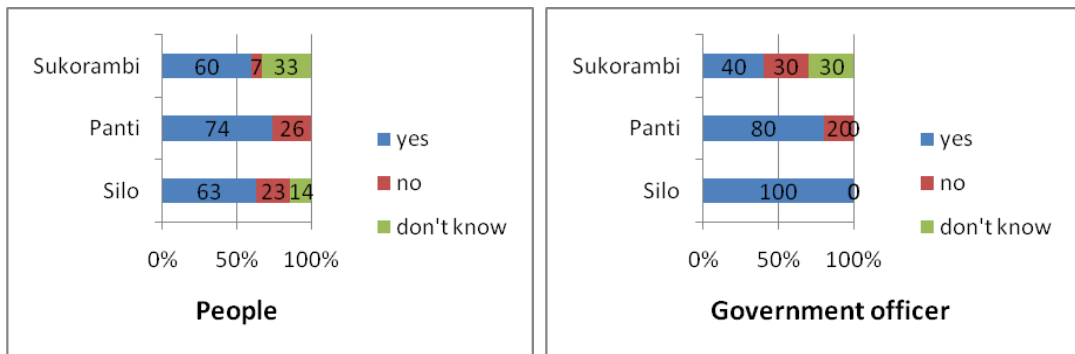 Sukorambi 60 7 33
Panti 74 26
Silo 63 23 14
0% 50% 100%
yes
no
don't know
People
Sukorambi 40 30 30
Panti 80 20 0
Silo 100 0
0% 50% 100%
yes
no
don't know
Government officer